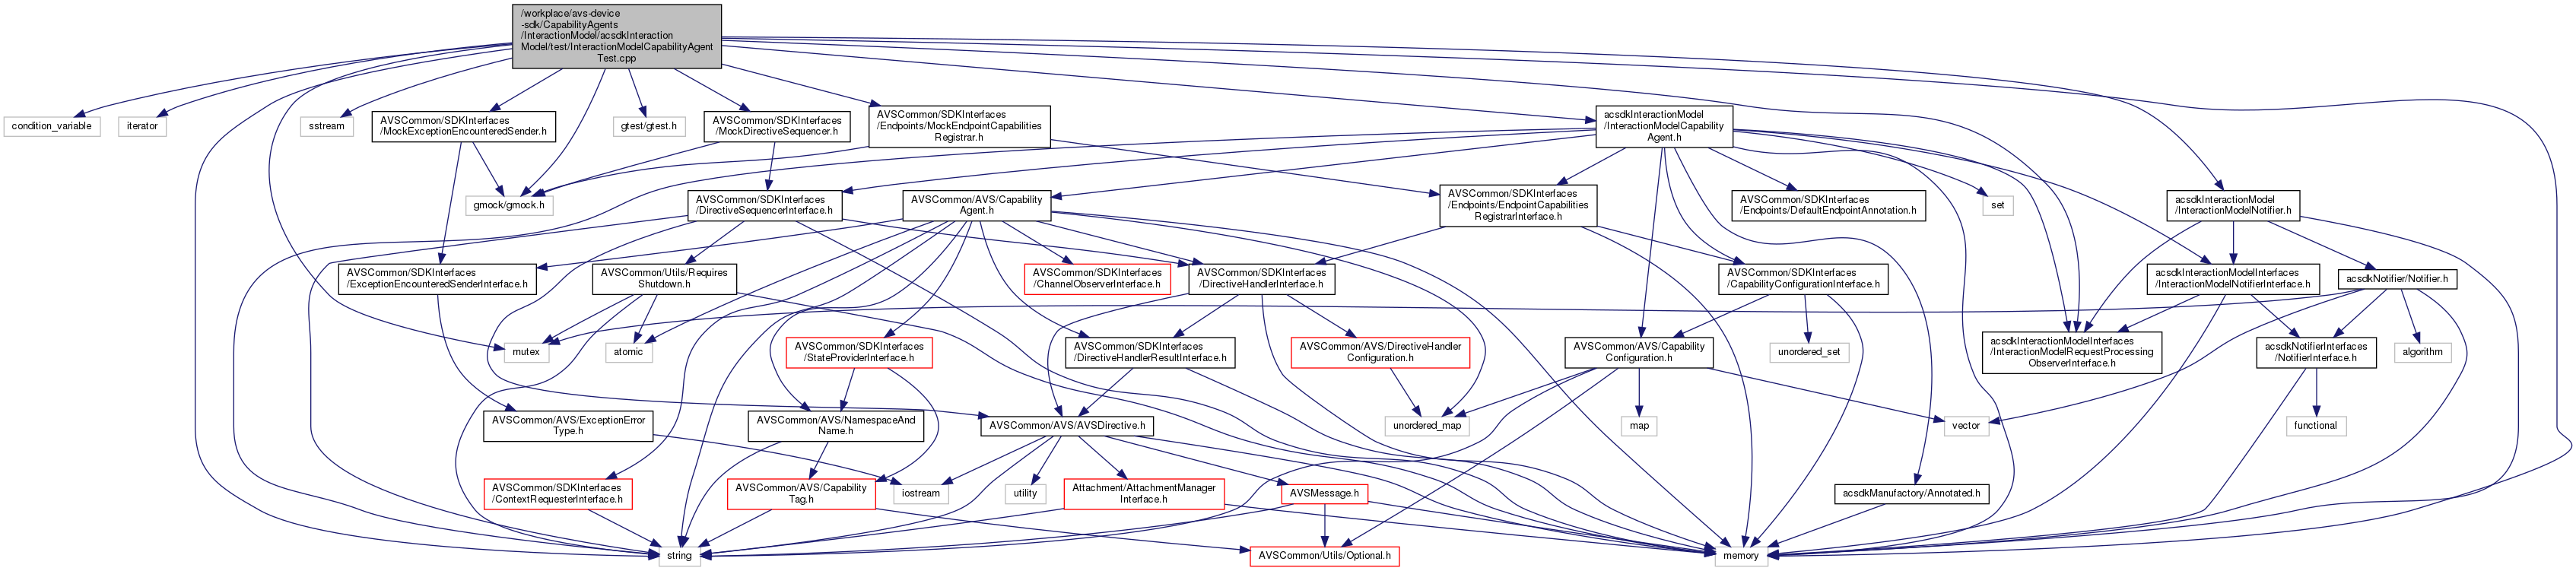 /workplace/avs-device
-sdk/CapabilityAgents
/InteractionModel/acsdkInteraction
Model/test/InteractionModelCapabilityAgent
Test.cpp
condition_variable
iterator
sstream
AVSCommon/SDKInterfaces
/MockExceptionEncounteredSender.h
gtest/gtest.h
AVSCommon/SDKInterfaces
/MockDirectiveSequencer.h
AVSCommon/SDKInterfaces
/Endpoints/MockEndpointCapabilities
Registrar.h
acsdkInteractionModel
/InteractionModelCapability
Agent.h
gmock/gmock.h
AVSCommon/SDKInterfaces
/DirectiveSequencerInterface.h
AVSCommon/AVS/Capability
Agent.h
AVSCommon/SDKInterfaces
/Endpoints/EndpointCapabilities
RegistrarInterface.h
AVSCommon/SDKInterfaces
/Endpoints/DefaultEndpointAnnotation.h
set
acsdkInteractionModel
/InteractionModelNotifier.h
AVSCommon/SDKInterfaces
/ExceptionEncounteredSenderInterface.h
AVSCommon/Utils/Requires
Shutdown.h
AVSCommon/SDKInterfaces
/ChannelObserverInterface.h
AVSCommon/SDKInterfaces
/DirectiveHandlerInterface.h
AVSCommon/SDKInterfaces
/CapabilityConfigurationInterface.h
acsdkInteractionModelInterfaces
/InteractionModelNotifierInterface.h
acsdkNotifier/Notifier.h
mutex
atomic
AVSCommon/SDKInterfaces
/StateProviderInterface.h
AVSCommon/SDKInterfaces
/DirectiveHandlerResultInterface.h
AVSCommon/AVS/DirectiveHandler
Configuration.h
AVSCommon/AVS/Capability
Configuration.h
unordered_set
acsdkInteractionModelInterfaces
/InteractionModelRequestProcessing
ObserverInterface.h
acsdkNotifierInterfaces
/NotifierInterface.h
algorithm
AVSCommon/AVS/ExceptionError
Type.h
AVSCommon/AVS/NamespaceAnd
Name.h
AVSCommon/AVS/AVSDirective.h
unordered_map
map
vector
functional
AVSCommon/SDKInterfaces
/ContextRequesterInterface.h
AVSCommon/AVS/Capability
Tag.h
iostream
utility
Attachment/AttachmentManager
Interface.h
AVSMessage.h
acsdkManufactory/Annotated.h
string
AVSCommon/Utils/Optional.h
memory